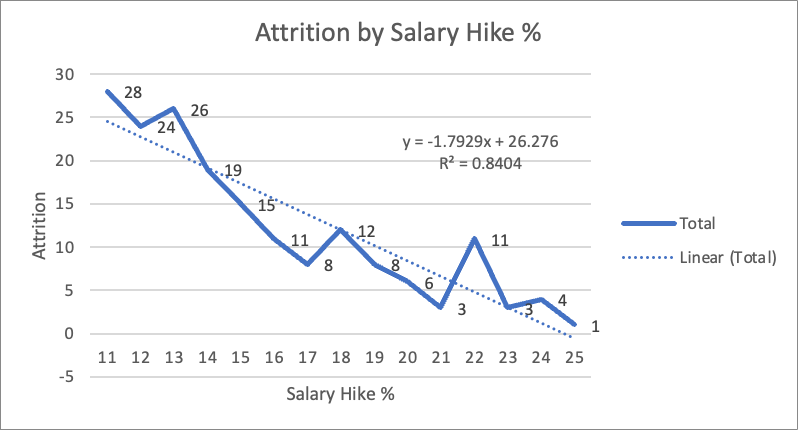 Attrition by Salary Hike %
30
25
20
15
10
5
0
-5
Attrition
28
24
26
19
15
11
8
12
8
6
3
11
3
4
1
y = -1.7929x + 26.276
R² = 0.8404
11 12 13 14 15 16 17 18 19 20 21 22 23 24 25
Salary Hike %
Total
Linear (Total)